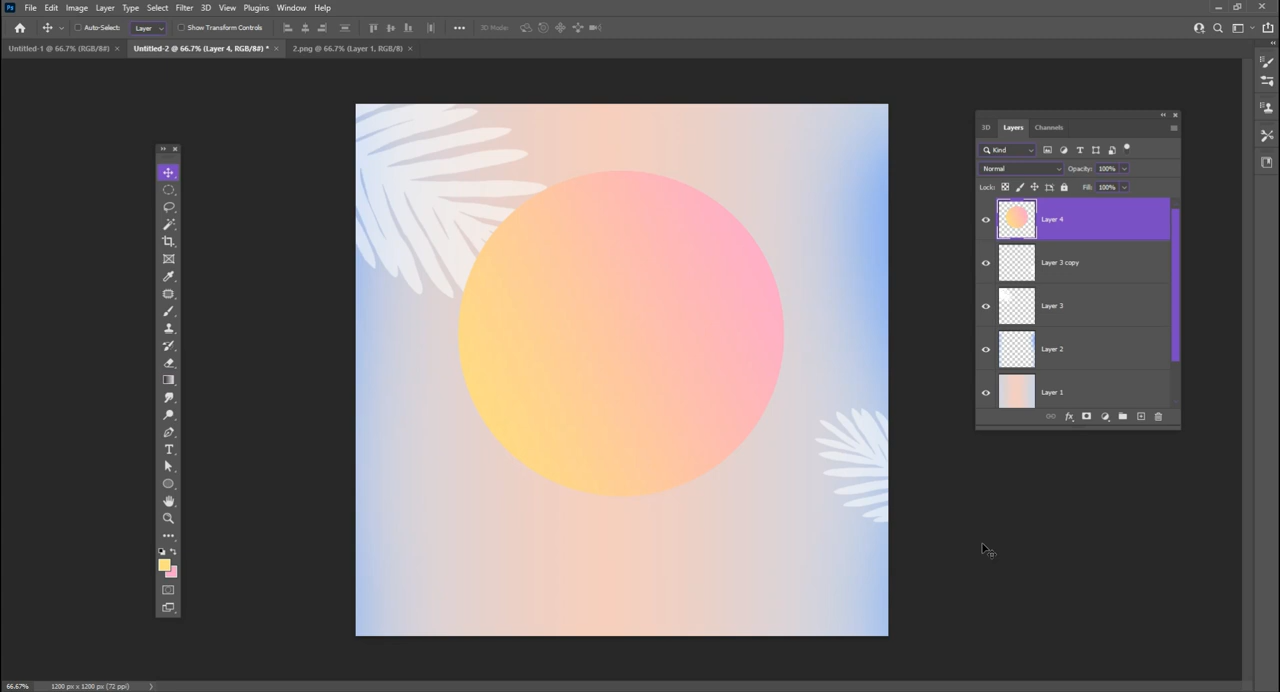 Ps File Edit Image Layer Type Select Filter 3D View Plugins Window Help
Auto-Select: Layer Show Transform Controls 3D Mode:
Untitled-1 @ 66.7% (RGB/8#) × Untitled-2 @ 66.7% (Layer 4, RGB/8#) * × 2.png @ 66.7% (Layer 1, RGB/8) ×
3D Layers Channels
Kind
Normal Opacity: 100%
Lock: Fill: 100%
Layer 4
Layer 3 copy
Layer 3
Layer 2
Layer 1
fx
66.67% 1200 px x 1200 px (72 ppi)